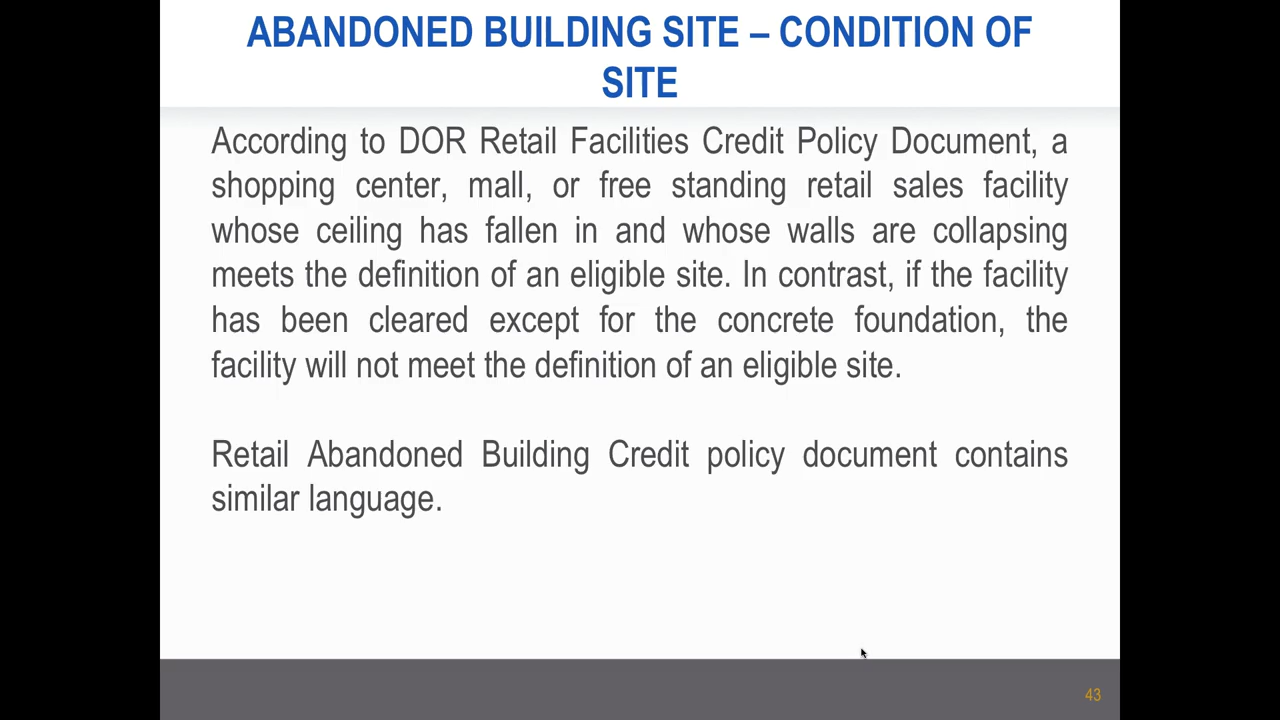 ABANDONED BUILDING SITE – CONDITION OF
SITE
According to DOR Retail Facilities Credit Policy Document, a
shopping center, mall, or free standing retail sales facility
whose ceiling has fallen in and whose walls are collapsing
meets the definition of an eligible site. In contrast, if the facility
has been cleared except for the concrete foundation, the
facility will not meet the definition of an eligible site.
Retail Abandoned Building Credit policy document contains
similar language.
43